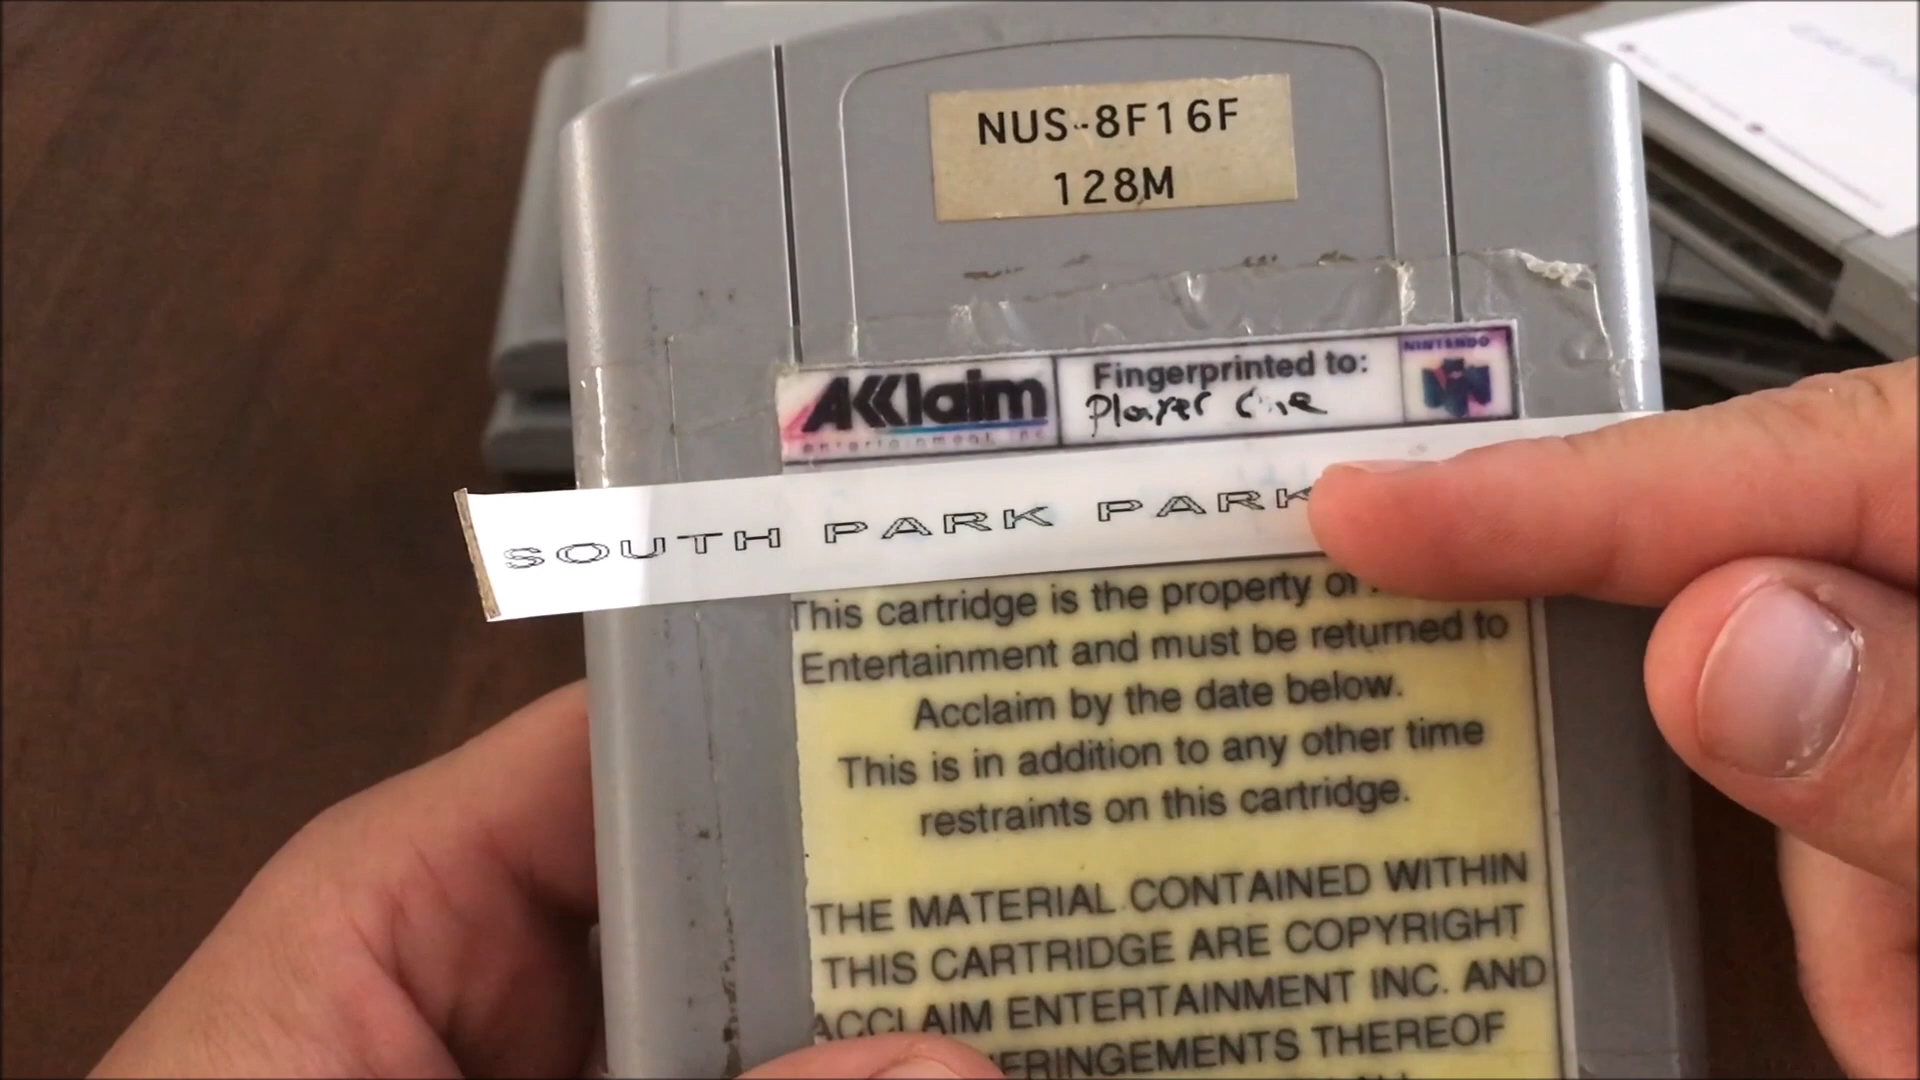 NUS-8F16F
128M
Acclaim
entertainment, inc
Fingerprinted to:
Player One
NINTENDO
SOUTH PARK PARK
This cartridge is the property of
Entertainment and must be returned to
Acclaim by the date below.
This is in addition to any other time
restraints on this cartridge.
THE MATERIAL CONTAINED WITHIN
THIS CARTRIDGE ARE COPYRIGHT
ACCLAIM ENTERTAINMENT INC. AND
FRINGEMENTS THEREOF